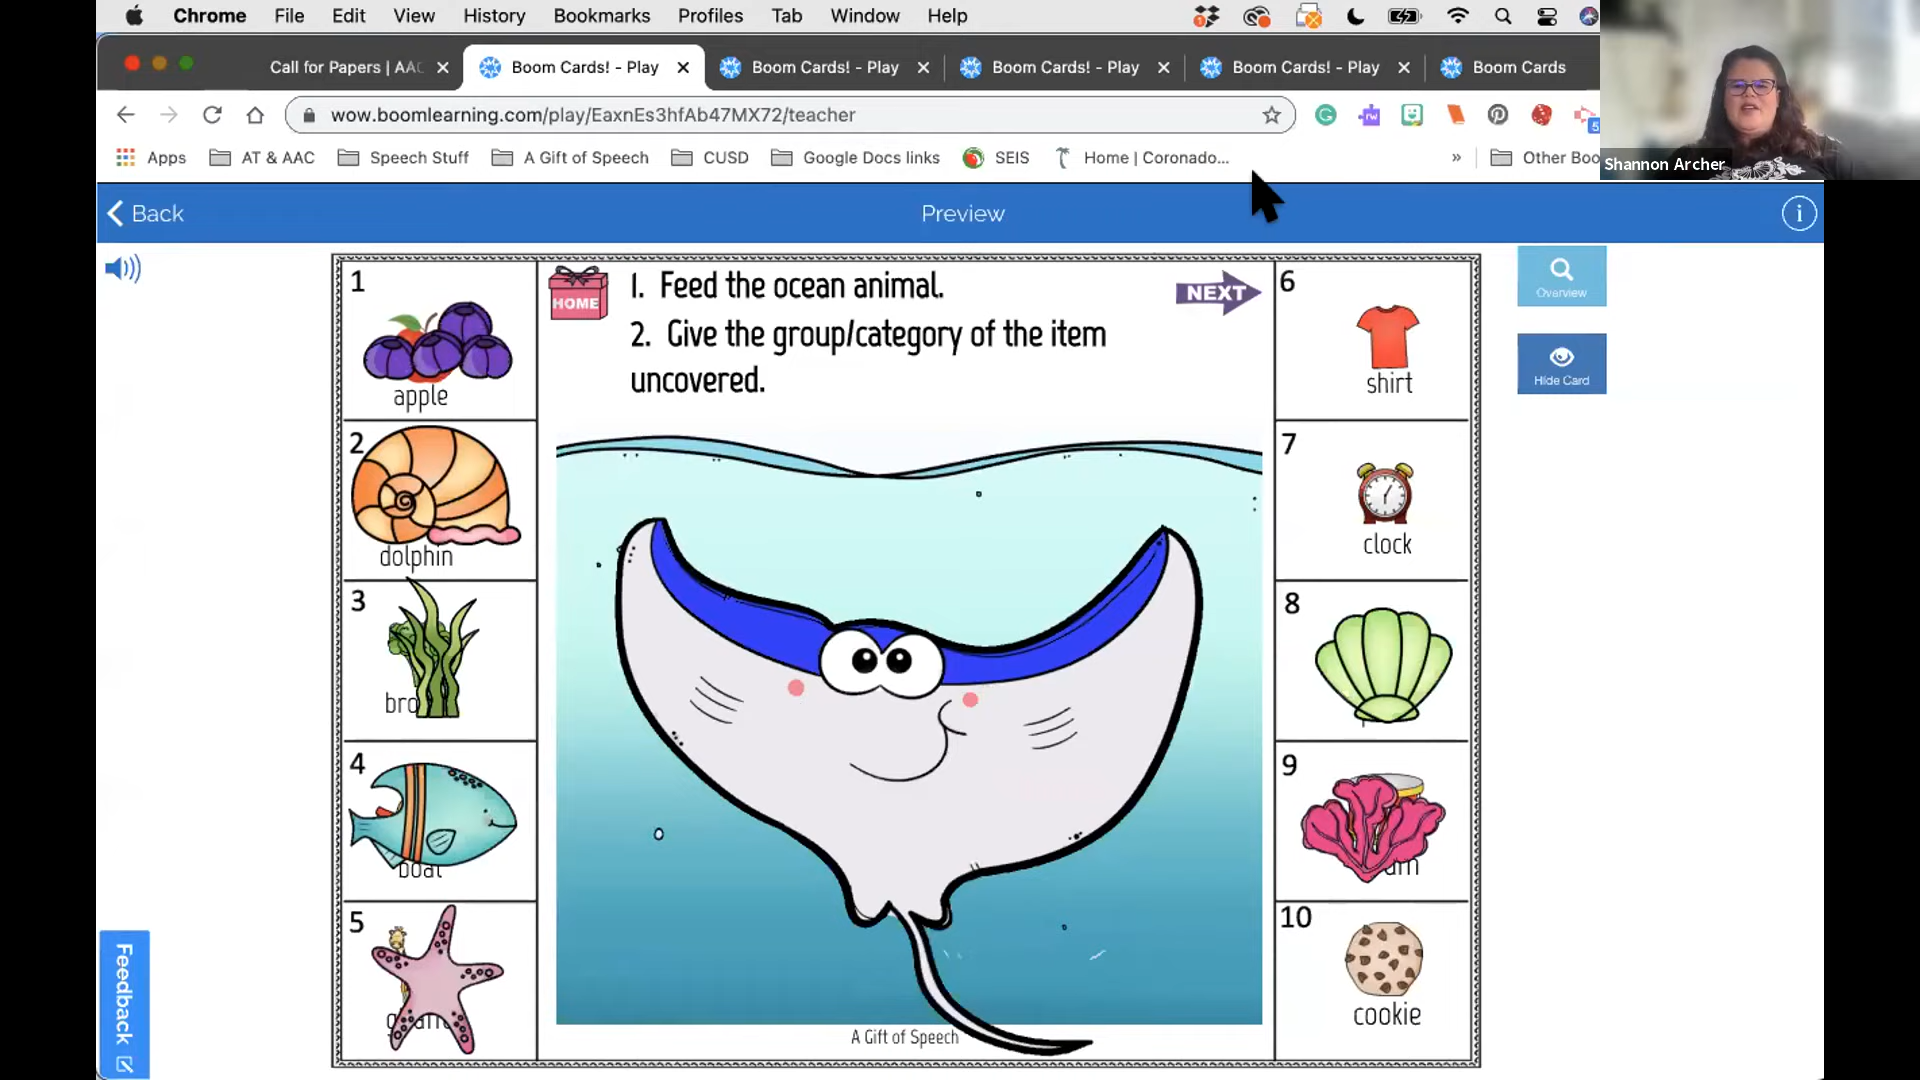 Chrome File Edit View History Bookmarks Profiles Tab Window Help
Call for Papers | AAC
Boom Cards! - Play
Boom Cards! - Play
Boom Cards! - Play
Boom Cards! - Play
Boom Cards
wow.boomlearning.com/play/EaxnEs3hfAb47MX72/teacher
Apps AT & AAC Speech Stuff A Gift of Speech CUSD Google Docs links SEIS Home | Coronado... » Other Boo
Shannon Archer
Back
Preview
Overview
Hide Card
HOME
1. Feed the ocean animal.
2. Give the group/category of the item
uncovered.
NEXT
1
apple
2
dolphin
3
bro
4
boat
5
6
shirt
7
clock
8
9
um
10
cookie
A Gift of Speech
Feedback